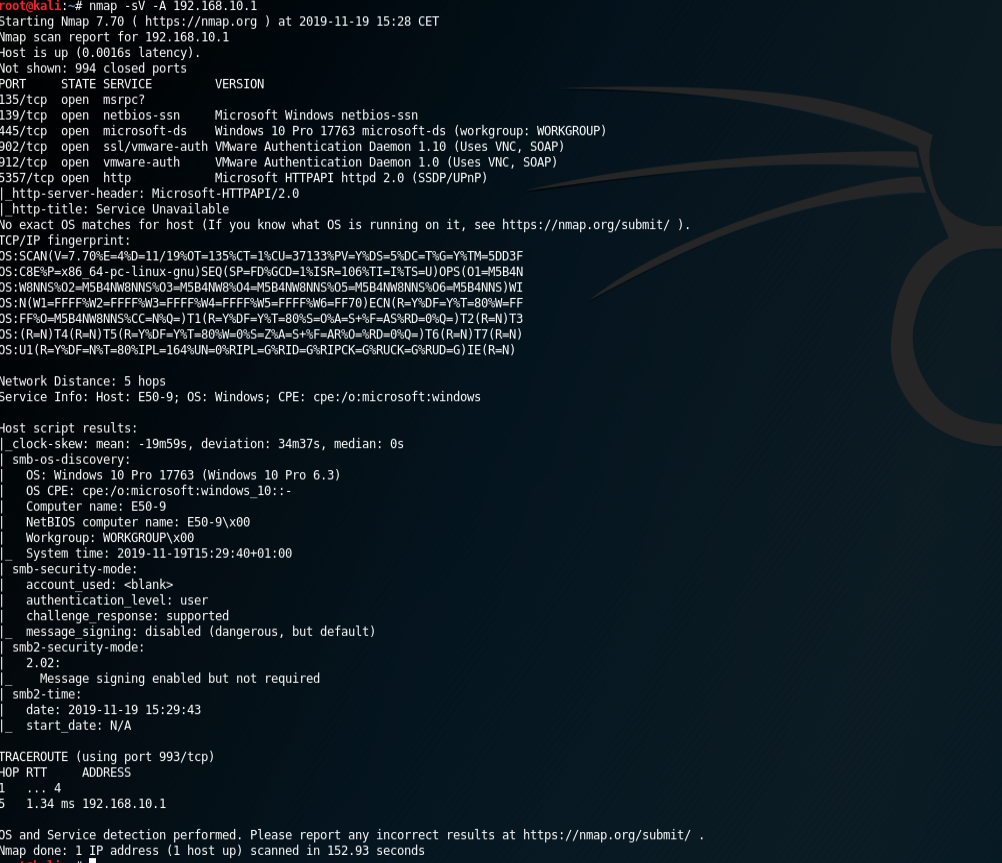 root@kali:~# nmap -sV -A 192.168.10.1
Starting Nmap 7.70 ( https://nmap.org ) at 2019-11-19 15:28 CET
Nmap scan report for 192.168.10.1
Host is up (0.0016s latency).
Not shown: 994 closed ports
PORT     STATE SERVICE         VERSION
135/tcp  open  msrpc?
139/tcp  open  netbios-ssn     Microsoft Windows netbios-ssn
445/tcp  open  microsoft-ds    Windows 10 Pro 17763 microsoft-ds (workgroup: WORKGROUP)
902/tcp  open  ssl/vmware-auth VMware Authentication Daemon 1.10 (Uses VNC, SOAP)
912/tcp  open  vmware-auth     VMware Authentication Daemon 1.0 (Uses VNC, SOAP)
5357/tcp open  http            Microsoft HTTPAPI httpd 2.0 (SSDP/UPnP)
|_http-server-header: Microsoft-HTTPAPI/2.0
|_http-title: Service Unavailable
No exact OS matches for host (If you know what OS is running on it, see https://nmap.org/submit/ ).
TCP/IP fingerprint:
OS:SCAN(V=7.70%E=4%D=11/19%OT=135%CT=1%CU=37133%PV=Y%DS=5%DC=T%G=Y%TM=5DD3F
OS:C8E%P=x86_64-pc-linux-gnu)SEQ(SP=FD%GCD=1%ISR=106%TI=I%TS=U)OPS(O1=M5B4N
OS:W8NNS%O2=M5B4NW8NNS%O3=M5B4NW8%O4=M5B4NW8NNS%O5=M5B4NW8NNS%O6=M5B4NNS)WI
OS:N(W1=FFFF%W2=FFFF%W3=FFFF%W4=FFFF%W5=FFFF%W6=FF70)ECN(R=Y%DF=Y%T=80%W=FF
OS:FF%O=M5B4NW8NNS%CC=N%Q=)T1(R=Y%DF=Y%T=80%S=O%A=S+%F=AS%RD=0%Q=)T2(R=N)T3
OS:(R=N)T4(R=N)T5(R=Y%DF=Y%T=80%W=0%S=Z%A=S+%F=AR%O=%RD=0%Q=)T6(R=N)T7(R=N)
OS:U1(R=Y%DF=N%T=80%IPL=164%UN=0%RIPL=G%RID=G%RIPCK=G%RUCK=G%RUD=G)IE(R=N)

Network Distance: 5 hops
Service Info: Host: E50-9; OS: Windows; CPE: cpe:/o:microsoft:windows

Host script results:
|_clock-skew: mean: -19m59s, deviation: 34m37s, median: 0s
| smb-os-discovery:
|   OS: Windows 10 Pro 17763 (Windows 10 Pro 6.3)
|   OS CPE: cpe:/o:microsoft:windows_10::-
|   Computer name: E50-9
|   NetBIOS computer name: E50-9\x00
|   Workgroup: WORKGROUP\x00
|_  System time: 2019-11-19T15:29:40+01:00
| smb-security-mode:
|   account_used: <blank>
|   authentication_level: user
|   challenge_response: supported
|_  message_signing: disabled (dangerous, but default)
| smb2-security-mode:
|   2.02:
|_    Message signing enabled but not required
| smb2-time:
|   date: 2019-11-19 15:29:43
|_  start_date: N/A

TRACEROUTE (using port 993/tcp)
HOP RTT     ADDRESS
1   ... 4
5   1.34 ms 192.168.10.1

OS and Service detection performed. Please report any incorrect results at https://nmap.org/submit/ .
Nmap done: 1 IP address (1 host up) scanned in 152.93 seconds